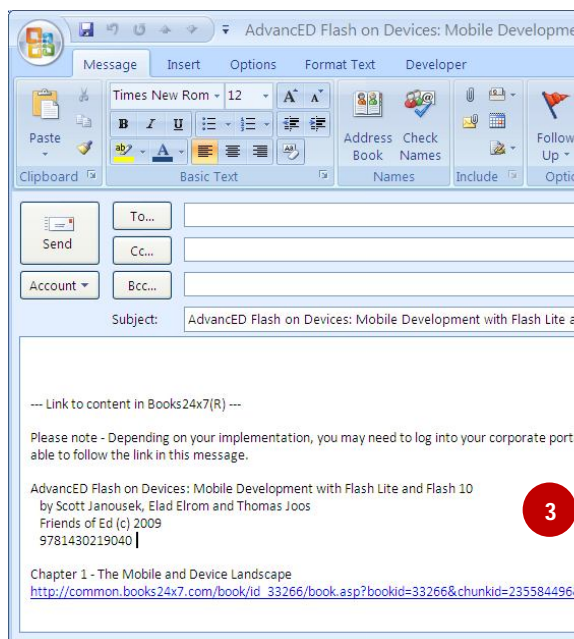 AdvancED Flash on Devices: Mobile
Message Insert Options Format Text Developer
Times New Rom 12 A A
Paste B I U Address Check Follow
ab A Book Names Up
Clipboard Basic Text Names Include
To...
Send
Cc...
Account Bcc...
Subject: AdvancED Flash on Devices: Mobile Development with Flash Lite
--- Link to content in Books24x7(R) ---
Please note - Depending on your implementation, you may need to log into your corporate
able to follow the link in this message.
AdvancED Flash on Devices: Mobile Development with Flash Lite and Flash 10
by Scott Janousek, Elad Elrom and Thomas Joos
3
Friends of Ed (c) 2009
9781430219040
Chapter 1 - The Mobile and Device Landscape
http://common.books24x7.com/book/id_33266/book.asp?bookid=33266&chunkid=235584496&